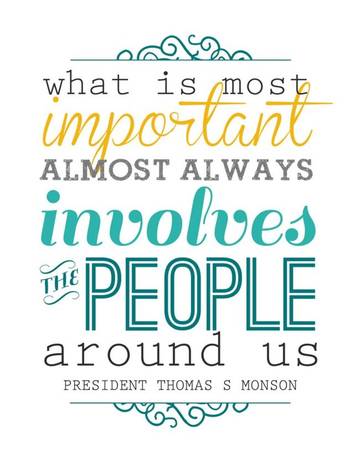 what is most
important
ALMOST ALWAYS
involves
THE PEOPLE
around us
PRESIDENT THOMAS S MONSON